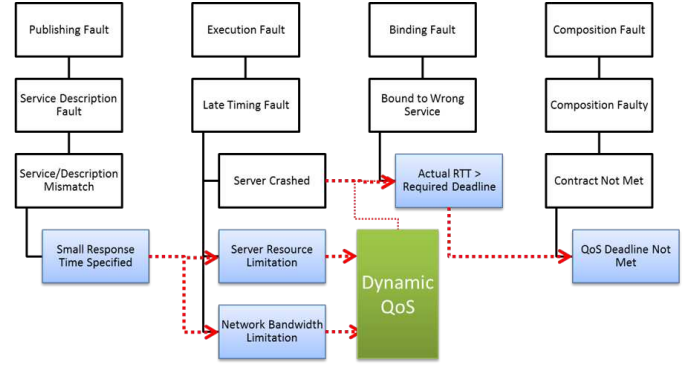 Publishing Fault
Execution Fault
Binding Fault
Composition Fault
Service Description
Fault
Late Timing Fault
Bound to Wrong
Service
Composition Faulty
Service/Description
Mismatch
Server Crashed
Actual RTT >
Required Deadline
Contract Not Met
Small Response
Time Specified
Server Resource
Limitation
Dynamic
QoS
QoS Deadline Not
Met
Network Bandwidth
Limitation